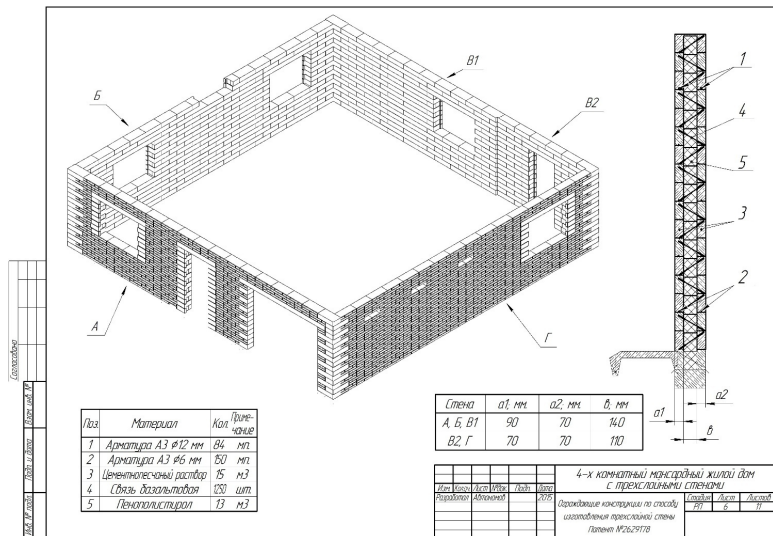 В1
Б
В2
А
Г
1
4
5
3
2
а1
а2
в
Поз. Материал Кол. Приме-чание
1 Арматура А3 ϕ12 мм 84 мп.
2 Арматура А3 ϕ6 мм 150 мп.
3 Цементнопесчаный раствор 15 м3
4 Связь базальтовая 1250 шт.
5 Пенополистирол 13 м3
Стена а1; мм. а2; мм. в; мм
А, Б, В1 90 70 140
В2, Г 70 70 110
Согласовано
Взам. инв. №
Подп. и дата
Инв. № подл.
Изм. Кол.уч. Лист №док. Подп. Дата
Разработал Автономов 2015
4-х комнатный мансардный жилой дом
с трехслойными стенами
Ограждающие конструкции по способу
изготовления трехслойной стены
Патент №2629178
Стадия Лист Листов
РП 6 11